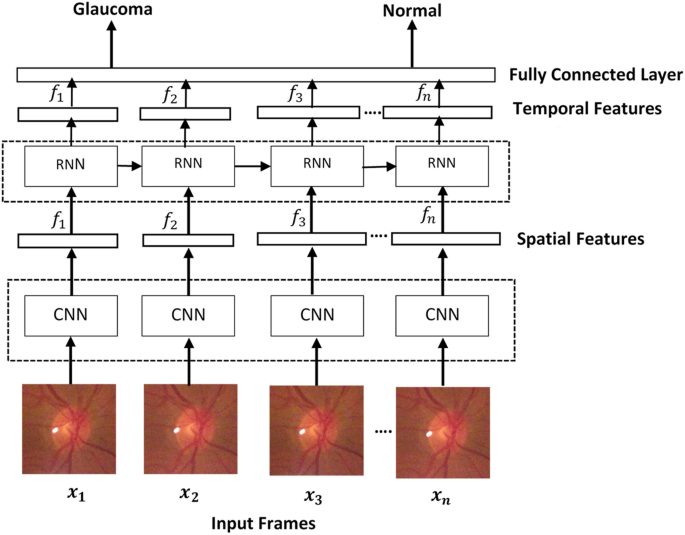 Glaucoma Normal
Fully Connected Layer
f1 f2 f3 fn
.... Temporal Features
RNN RNN RNN RNN
f1 f2 f3 fn
.... Spatial Features
CNN CNN CNN CNN
....
x1 x2 x3 xn
Input Frames